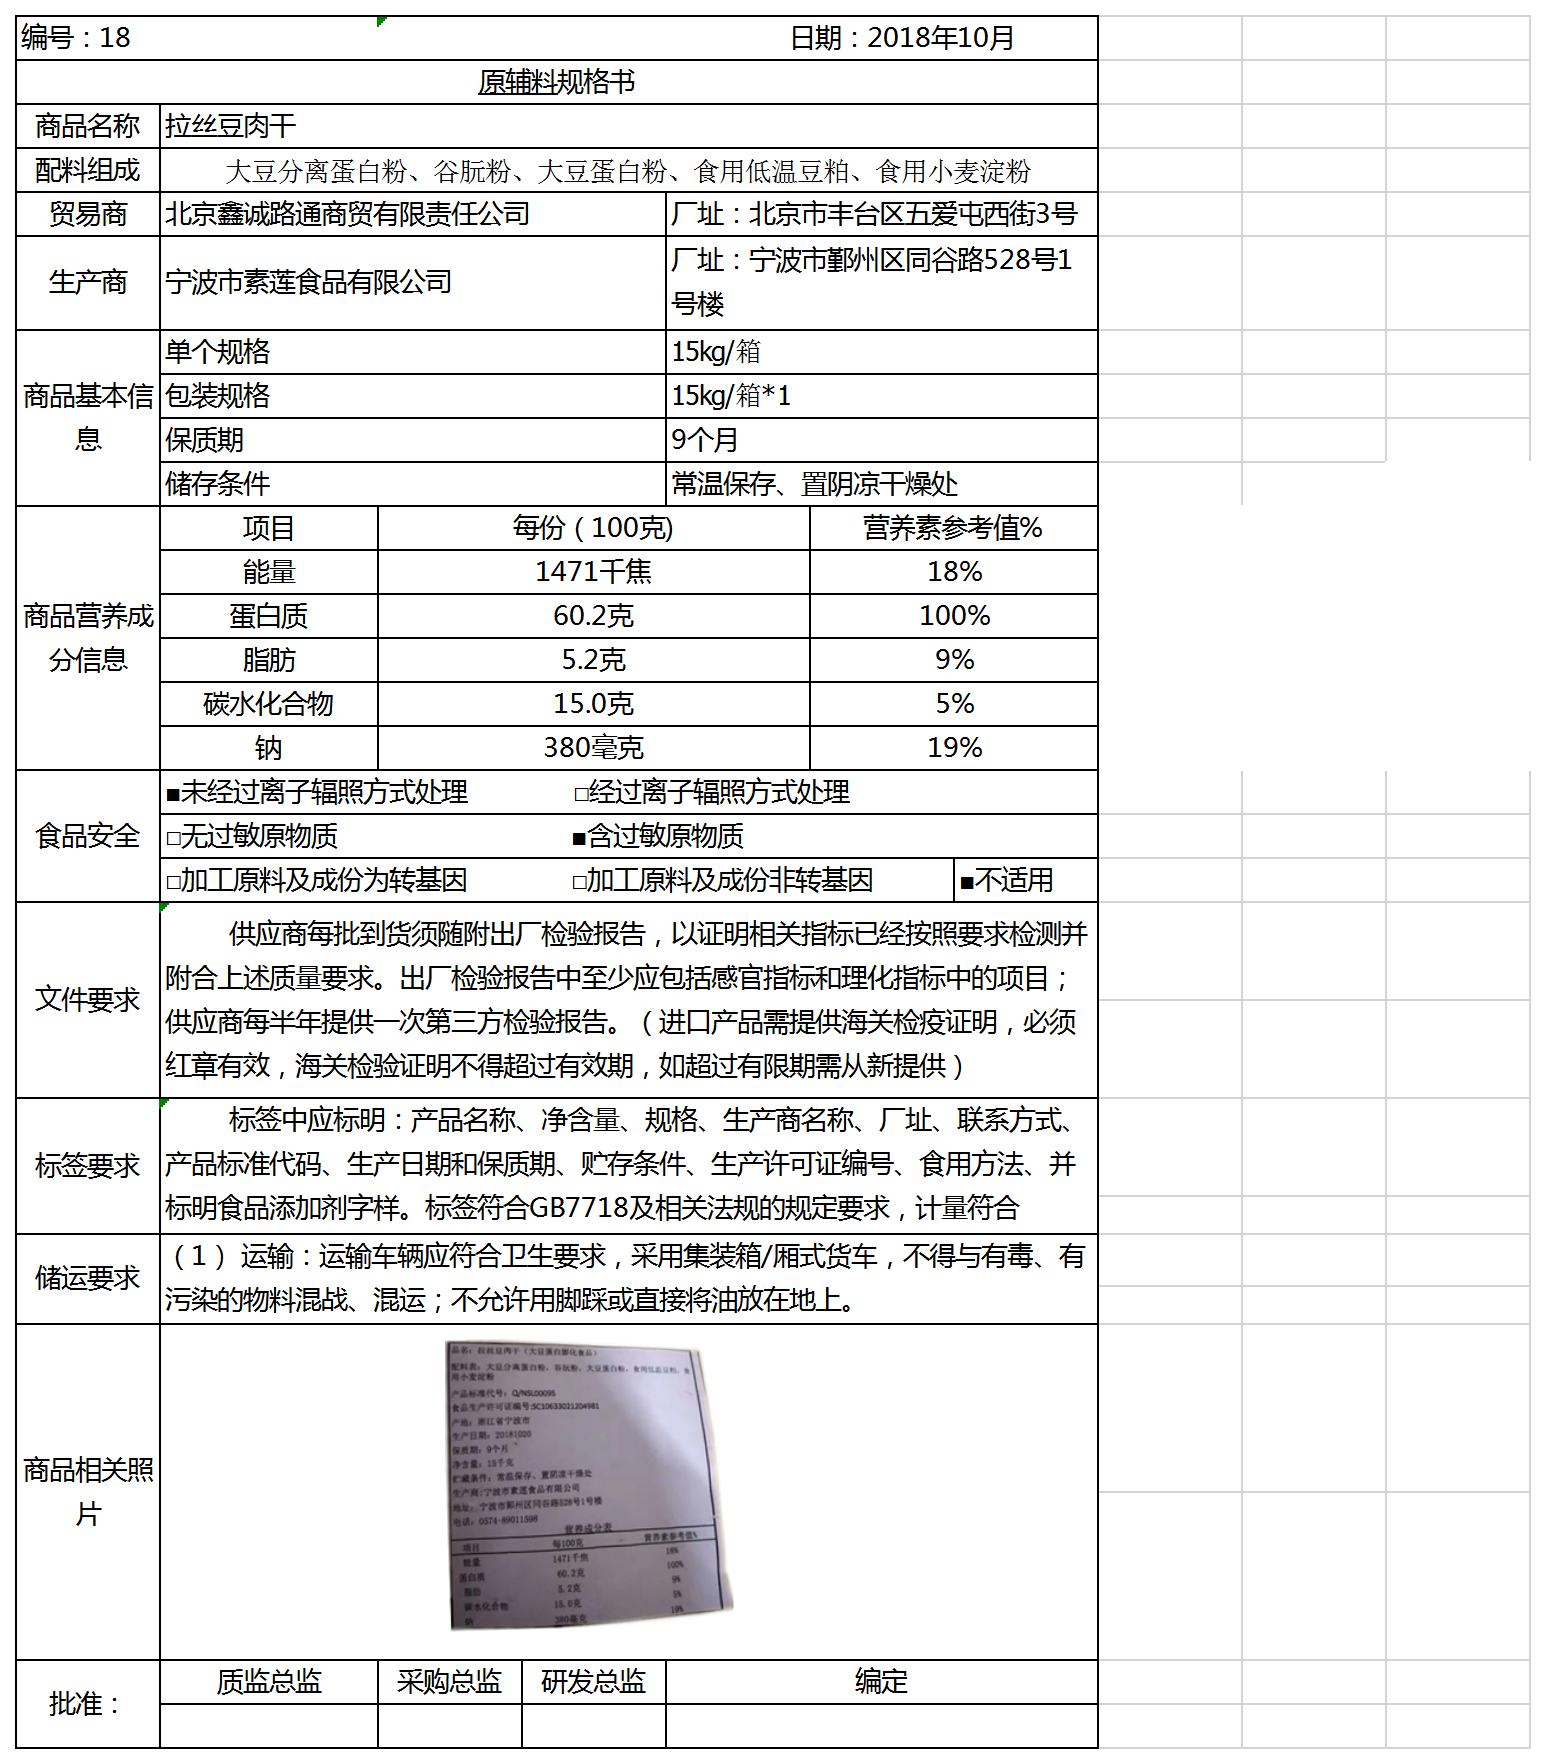 编号：18 日期：2018年10月
原辅料规格书
商品名称 拉丝豆肉干
配料组成 大豆分离蛋白粉、谷朊粉、大豆蛋白粉、食用低温豆粕、食用小麦淀粉
贸易商 北京鑫诚路通商贸有限责任公司 厂址：北京市丰台区五爱屯西街3号
生产商 宁波市素莲食品有限公司 厂址：宁波市鄞州区同谷路528号1
号楼
商品基本信
息
单个规格 15kg/箱
包装规格 15kg/箱*1
保质期 9个月
储存条件 常温保存、置阴凉干燥处
商品营养成
分信息
项目 每份（100克) 营养素参考值%
能量 1471千焦 18%
蛋白质 60.2克 100%
脂肪 5.2克 9%
碳水化合物 15.0克 5%
钠 380毫克 19%
食品安全
■未经过离子辐照方式处理 □经过离子辐照方式处理
□无过敏原物质 ■含过敏原物质
□加工原料及成份为转基因 □加工原料及成份非转基因 ■不适用
文件要求
供应商每批到货须随附出厂检验报告，以证明相关指标已经按照要求检测并
附合上述质量要求。出厂检验报告中至少应包括感官指标和理化指标中的项目；
供应商每半年提供一次第三方检验报告。（进口产品需提供海关检疫证明，必须
红章有效，海关检验证明不得超过有效期，如超过有限期需从新提供）
标签要求
标签中应标明：产品名称、净含量、规格、生产商名称、厂址、联系方式、
产品标准代码、生产日期和保质期、贮存条件、生产许可证编号、食用方法、并
标明食品添加剂字样。标签符合GB7718及相关法规的规定要求，计量符合
储运要求
（1） 运输：运输车辆应符合卫生要求，采用集装箱/厢式货车，不得与有毒、有
污染的物料混战、混运；不允许用脚踩或直接将油放在地上。
商品相关照
片
品名：拉丝豆肉干（大豆蛋白膨化食品）
配料表：大豆分离蛋白粉、谷朊粉、大豆蛋白粉、食用低温豆粕、食
用小麦淀粉
产品标准代号：Q/NSL0009S
食品生产许可证编号:SC10633021204981
产地：浙江省宁波市
生产日期：20181020
保质期：9个月
净含量：15千克
贮藏条件：常温保存、置阴凉干燥处
生产商:宁波市素莲食品有限公司
地址：宁波市鄞州区同谷路528号1号楼
电话：0574-89011598
营养成分表
项目 每100克 营养素参考值%
能量 1471千焦 18%
蛋白质 60.2克 100%
脂肪 5.2克 9%
碳水化合物 15.0克 5%
钠 380毫克 19%
批准：
质监总监 采购总监 研发总监 编定